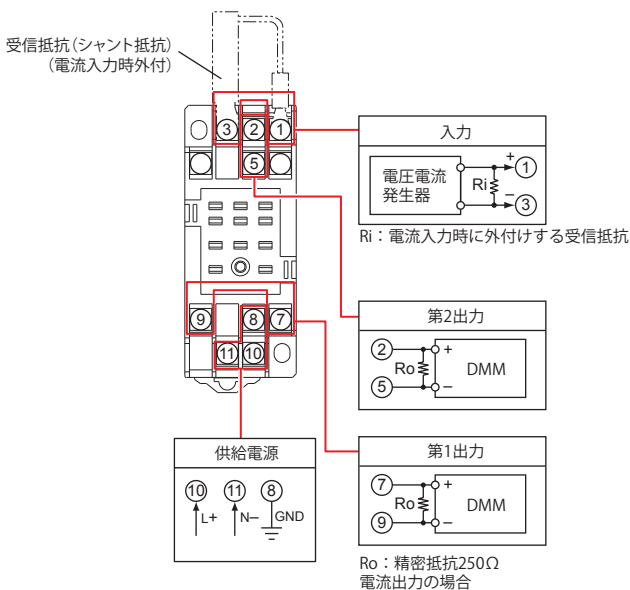 受信抵抗（シャント抵抗）
（電流入力時外付）
③ ② ①
⑤
⑨ ⑧ ⑦
⑪ ⑩
入力
電圧電流
発生器
Ri
+ ①
− ③
Ri：電流入力時に外付けする受信抵抗
第2出力
② + 
Ro DMM
⑤ −
供給電源
⑩ ⑪ ⑧
L+ N− GND
第1出力
⑦ +
Ro DMM
⑨ −
Ro：精密抵抗250Ω
電流出力の場合